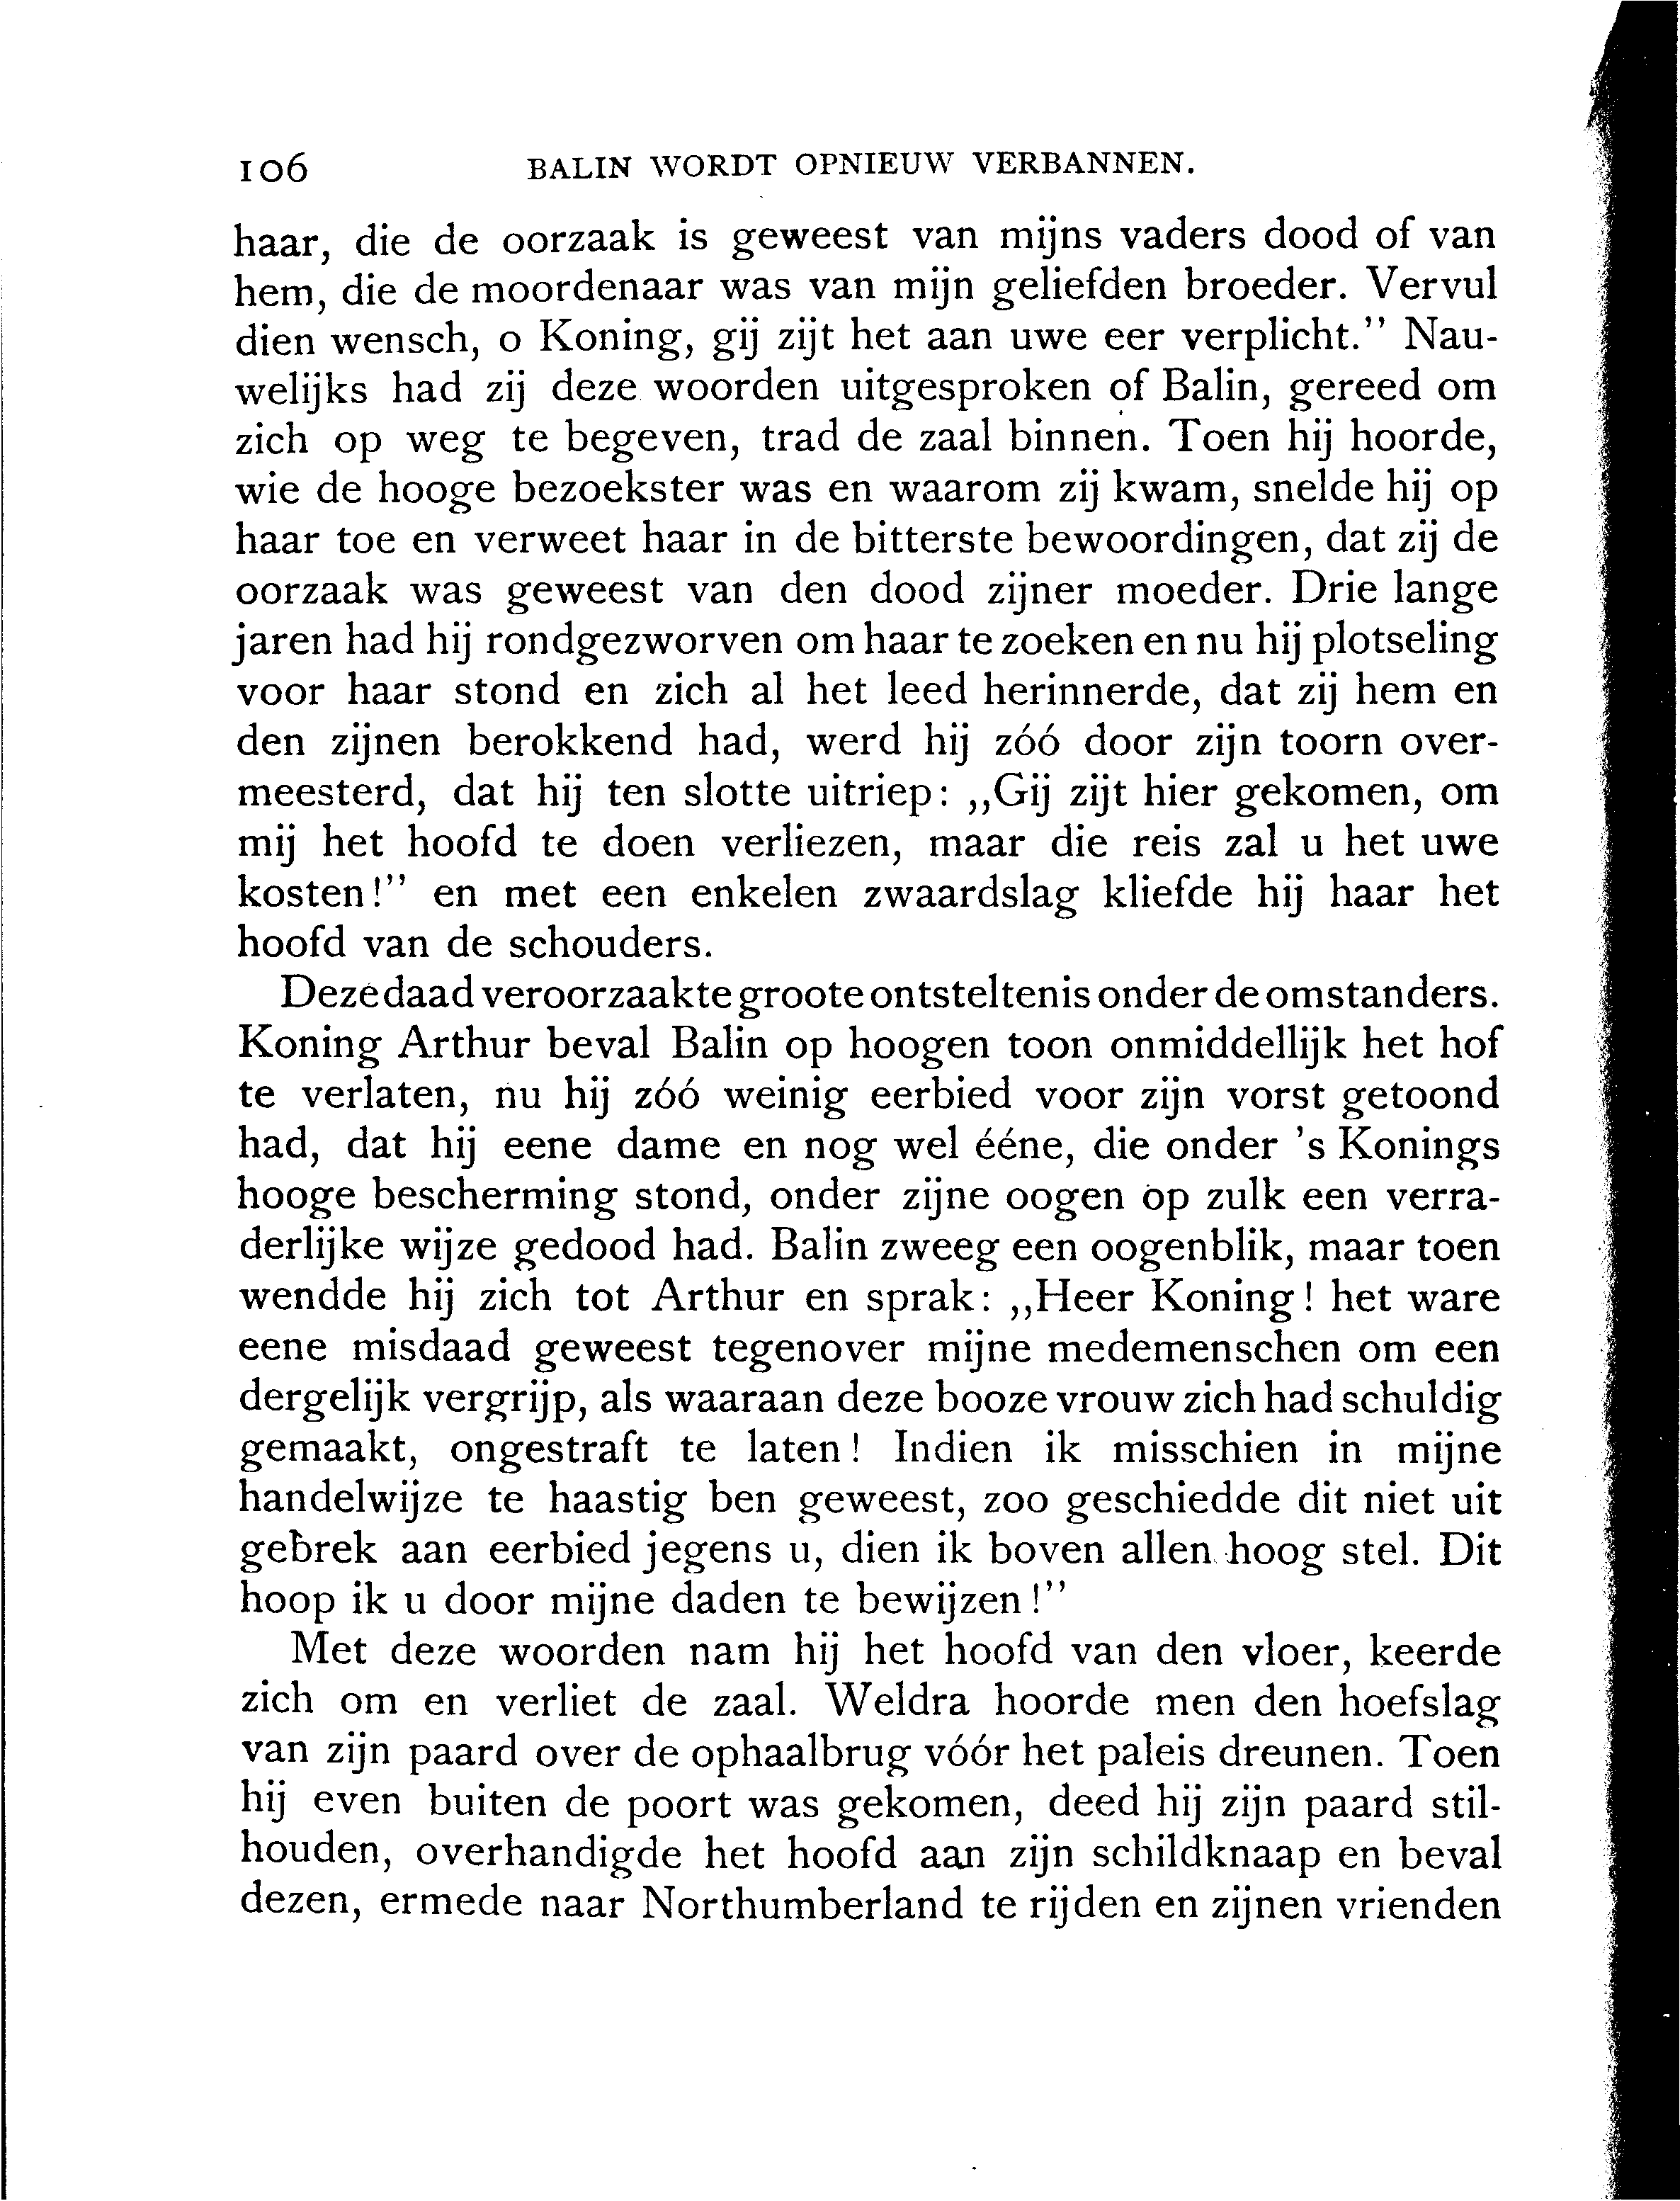 106 BALIN WORDT OPNIEUW VERBANNEN.
haar, die de oorzaak is geweest van mijns vaders dood of van
hem, die de moordenaar was van mijn geliefden broeder. Vervul
dien wensch, o Koning, gij zijt het aan uwe eer verplicht.” Nau-
welijks had zij deze woorden uitgesproken of Balin, gereed om
zich op weg te begeven, trad de zaal binnen. Toen hij hoorde,
wie de hooge bezoekster was en waarom zij kwam, snelde hij op
haar toe en verweet haar in de bitterste bewoordingen, dat zij de
oorzaak was geweest van den dood zijner moeder. Drie lange
jaren had hij rondgezworven om haar te zoeken en nu hij plotseling
voor haar stond en zich al het leed herinnerde, dat zij hem en
den zijnen berokkend had, werd hij zóó door zijn toorn over-
meesterd, dat hij ten slotte uitriep: „Gij zijt hier gekomen, om
mij het hoofd te doen verliezen, maar die reis zal u het uwe
kosten!” en met een enkelen zwaardslag kliefde hij haar het
hoofd van de schouders.
Deze daad veroorzaakte groote ontsteltenis onder de omstanders.
Koning Arthur beval Balin op hoogen toon onmiddellijk het hof
te verlaten, nu hij zóó weinig eerbied voor zijn vorst getoond
had, dat hij eene dame en nog wel ééne, die onder 's Konings
hooge bescherming stond, onder zijne oogen op zulk een verra-
derlijke wijze gedood had. Balin zweeg een oogenblik, maar toen
wendde hij zich tot Arthur en sprak: „Heer Koning! het ware
eene misdaad geweest tegenover mijne medemenschen om een
dergelijk vergrijp, als waaraan deze booze vrouw zich had schuldig
gemaakt, ongestraft te laten! Indien ik misschien in mijne
handelwijze te haastig ben geweest, zoo geschiedde dit niet uit
gebrek aan eerbied jegens u, dien ik boven allen hoog stel. Dit
hoop ik u door mijne daden te bewijzen!”
Met deze woorden nam hij het hoofd van den vloer, keerde
zich om en verliet de zaal. Weldra hoorde men den hoefslag
van zijn paard over de ophaalbrug vóór het paleis dreunen. Toen
hij even buiten de poort was gekomen, deed hij zijn paard stil-
houden, overhandigde het hoofd aan zijn schildknaap en beval
dezen, ermede naar Northumberland te rijden en zijnen vrienden